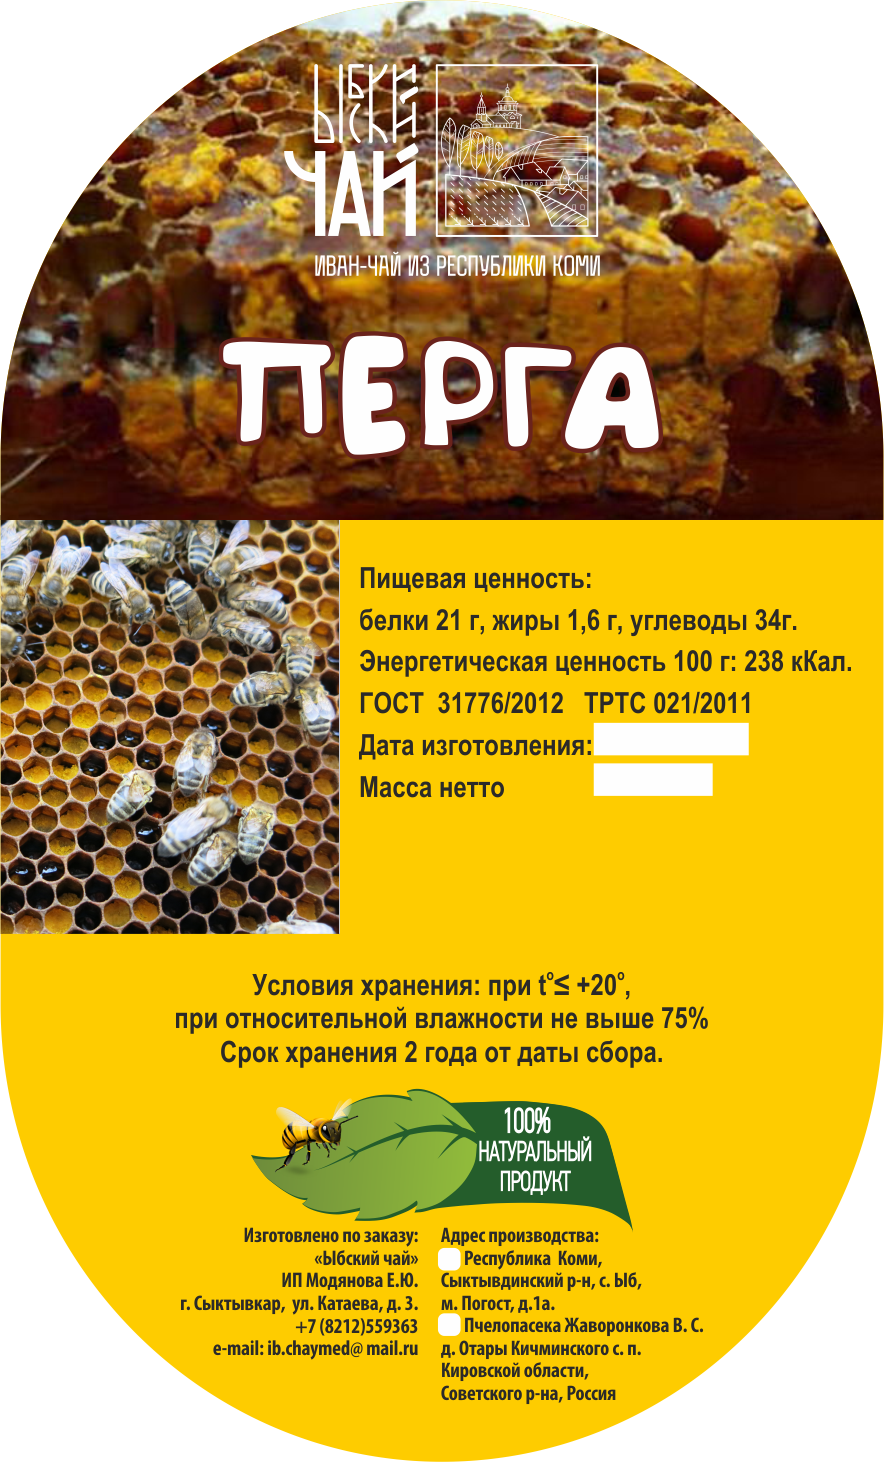 ЫБСКИЙ
ЧАЙ
ИВАН-ЧАЙ ИЗ РЕСПУБЛИКИ КОМИ
ПЕРГА
Пищевая ценность:
белки 21 г, жиры 1,6 г, углеводы 34г.
Энергетическая ценность 100 г: 238 кКал.
ГОСТ 31776/2012 ТРТС 021/2011
Дата изготовления:
Масса нетто
Условия хранения: при t°≤ +20°,
при относительной влажности не выше 75%
Срок хранения 2 года от даты сбора.
100%
НАТУРАЛЬНЫЙ
ПРОДУКТ
Изготовлено по заказу:
«Ыбский чай»
ИП Модянова Е.Ю.
г. Сыктывкар, ул. Катаева, д. 3.
+7 (8212)559363
e-mail: ib.chaymed@ mail.ru
Адрес производства:
Республика Коми,
Сыктывдинский р-н, с. Ыб,
м. Погост, д.1а.
Пчелопасека Жаворонкова В. С.
д. Отары Кичминского с. п.
Кировской области,
Советского р-на, Россия